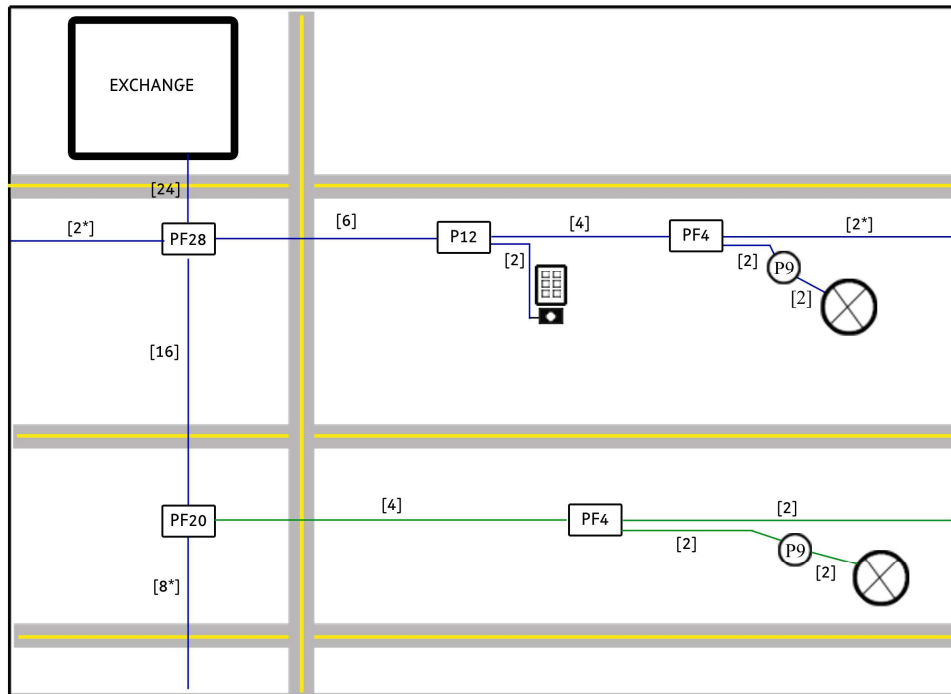 EXCHANGE
[24]
[2*]
PF28
[6]
P12
[4]
PF4
[2*]
[2]
[2]
P9
[2]
[16]
PF20
[4]
PF4
[2]
[2]
P9
[2]
[8*]